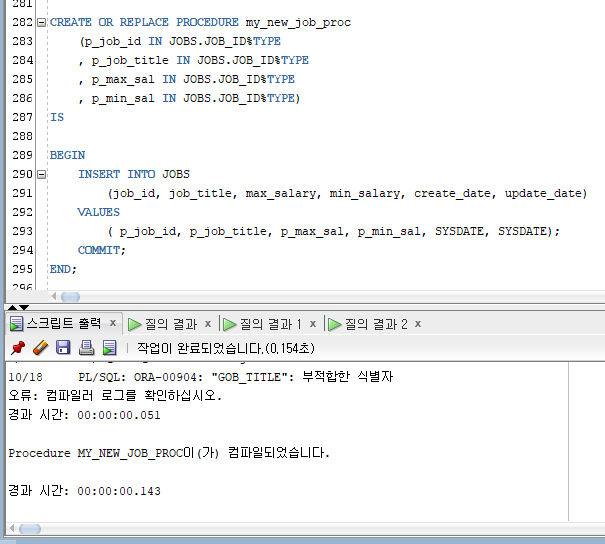 281
282 CREATE OR REPLACE PROCEDURE my_new_job_proc
283 (p_job_id IN JOBS.JOB_ID%TYPE
284 , p_job_title IN JOBS.JOB_ID%TYPE
285 , p_max_sal IN JOBS.JOB_ID%TYPE
286 , p_min_sal IN JOBS.JOB_ID%TYPE)
287 IS
288
289 BEGIN
290 INSERT INTO JOBS
291 (job_id, job_title, max_salary, min_salary, create_date, update_date)
292 VALUES
293 ( p_job_id, p_job_title, p_max_sal, p_min_sal, SYSDATE, SYSDATE);
294 COMMIT;
295 END;
296
스크립트 출력 x 질의 결과 x 질의 결과 1 x 질의 결과 2 x
작업이 완료되었습니다.(0,154초)
10/18 PL/SQL: ORA-00904: "GOB_TITLE": 부적합한 식별자
오류: 컴파일러 로그를 확인하십시오.
경과 시간: 00:00:00.051
Procedure MY_NEW_JOB_PROC이(가) 컴파일되었습니다.
경과 시간: 00:00:00.143